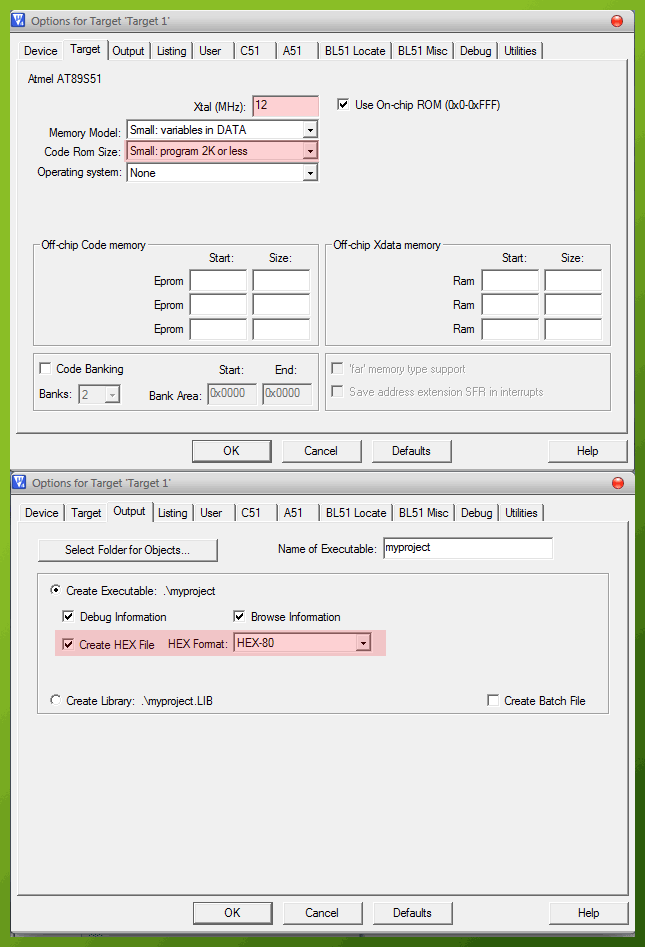 Options for Target 'Target 1'
Device Target Output Listing User C51 A51 BL51 Locate BL51 Misc Debug Utilities
Atmel AT89S51
Xtal (MHz): 12 Use On-chip ROM (0x0-0xFFF)
Memory Model: Small: variables in DATA
Code Rom Size: Small: program 2K or less
Operating system: None
Off-chip Code memory Off-chip Xdata memory
Start: Size: Start: Size:
Eprom Ram
Eprom Ram
Eprom Ram
Code Banking Start: End: 'far' memory type support
Banks: 2 Bank Area: 0x0000 0x0000 Save address extension SFR in interrupts
OK Cancel Defaults Help
Options for Target 'Target 1'
Device Target Output Listing User C51 A51 BL51 Locate BL51 Misc Debug Utilities
Select Folder for Objects... Name of Executable: myproject
Create Executable: .\myproject
Debug Information Browse Information
Create HEX File HEX Format: HEX-80
Create Library: .\myproject.LIB Create Batch File
OK Cancel Defaults Help